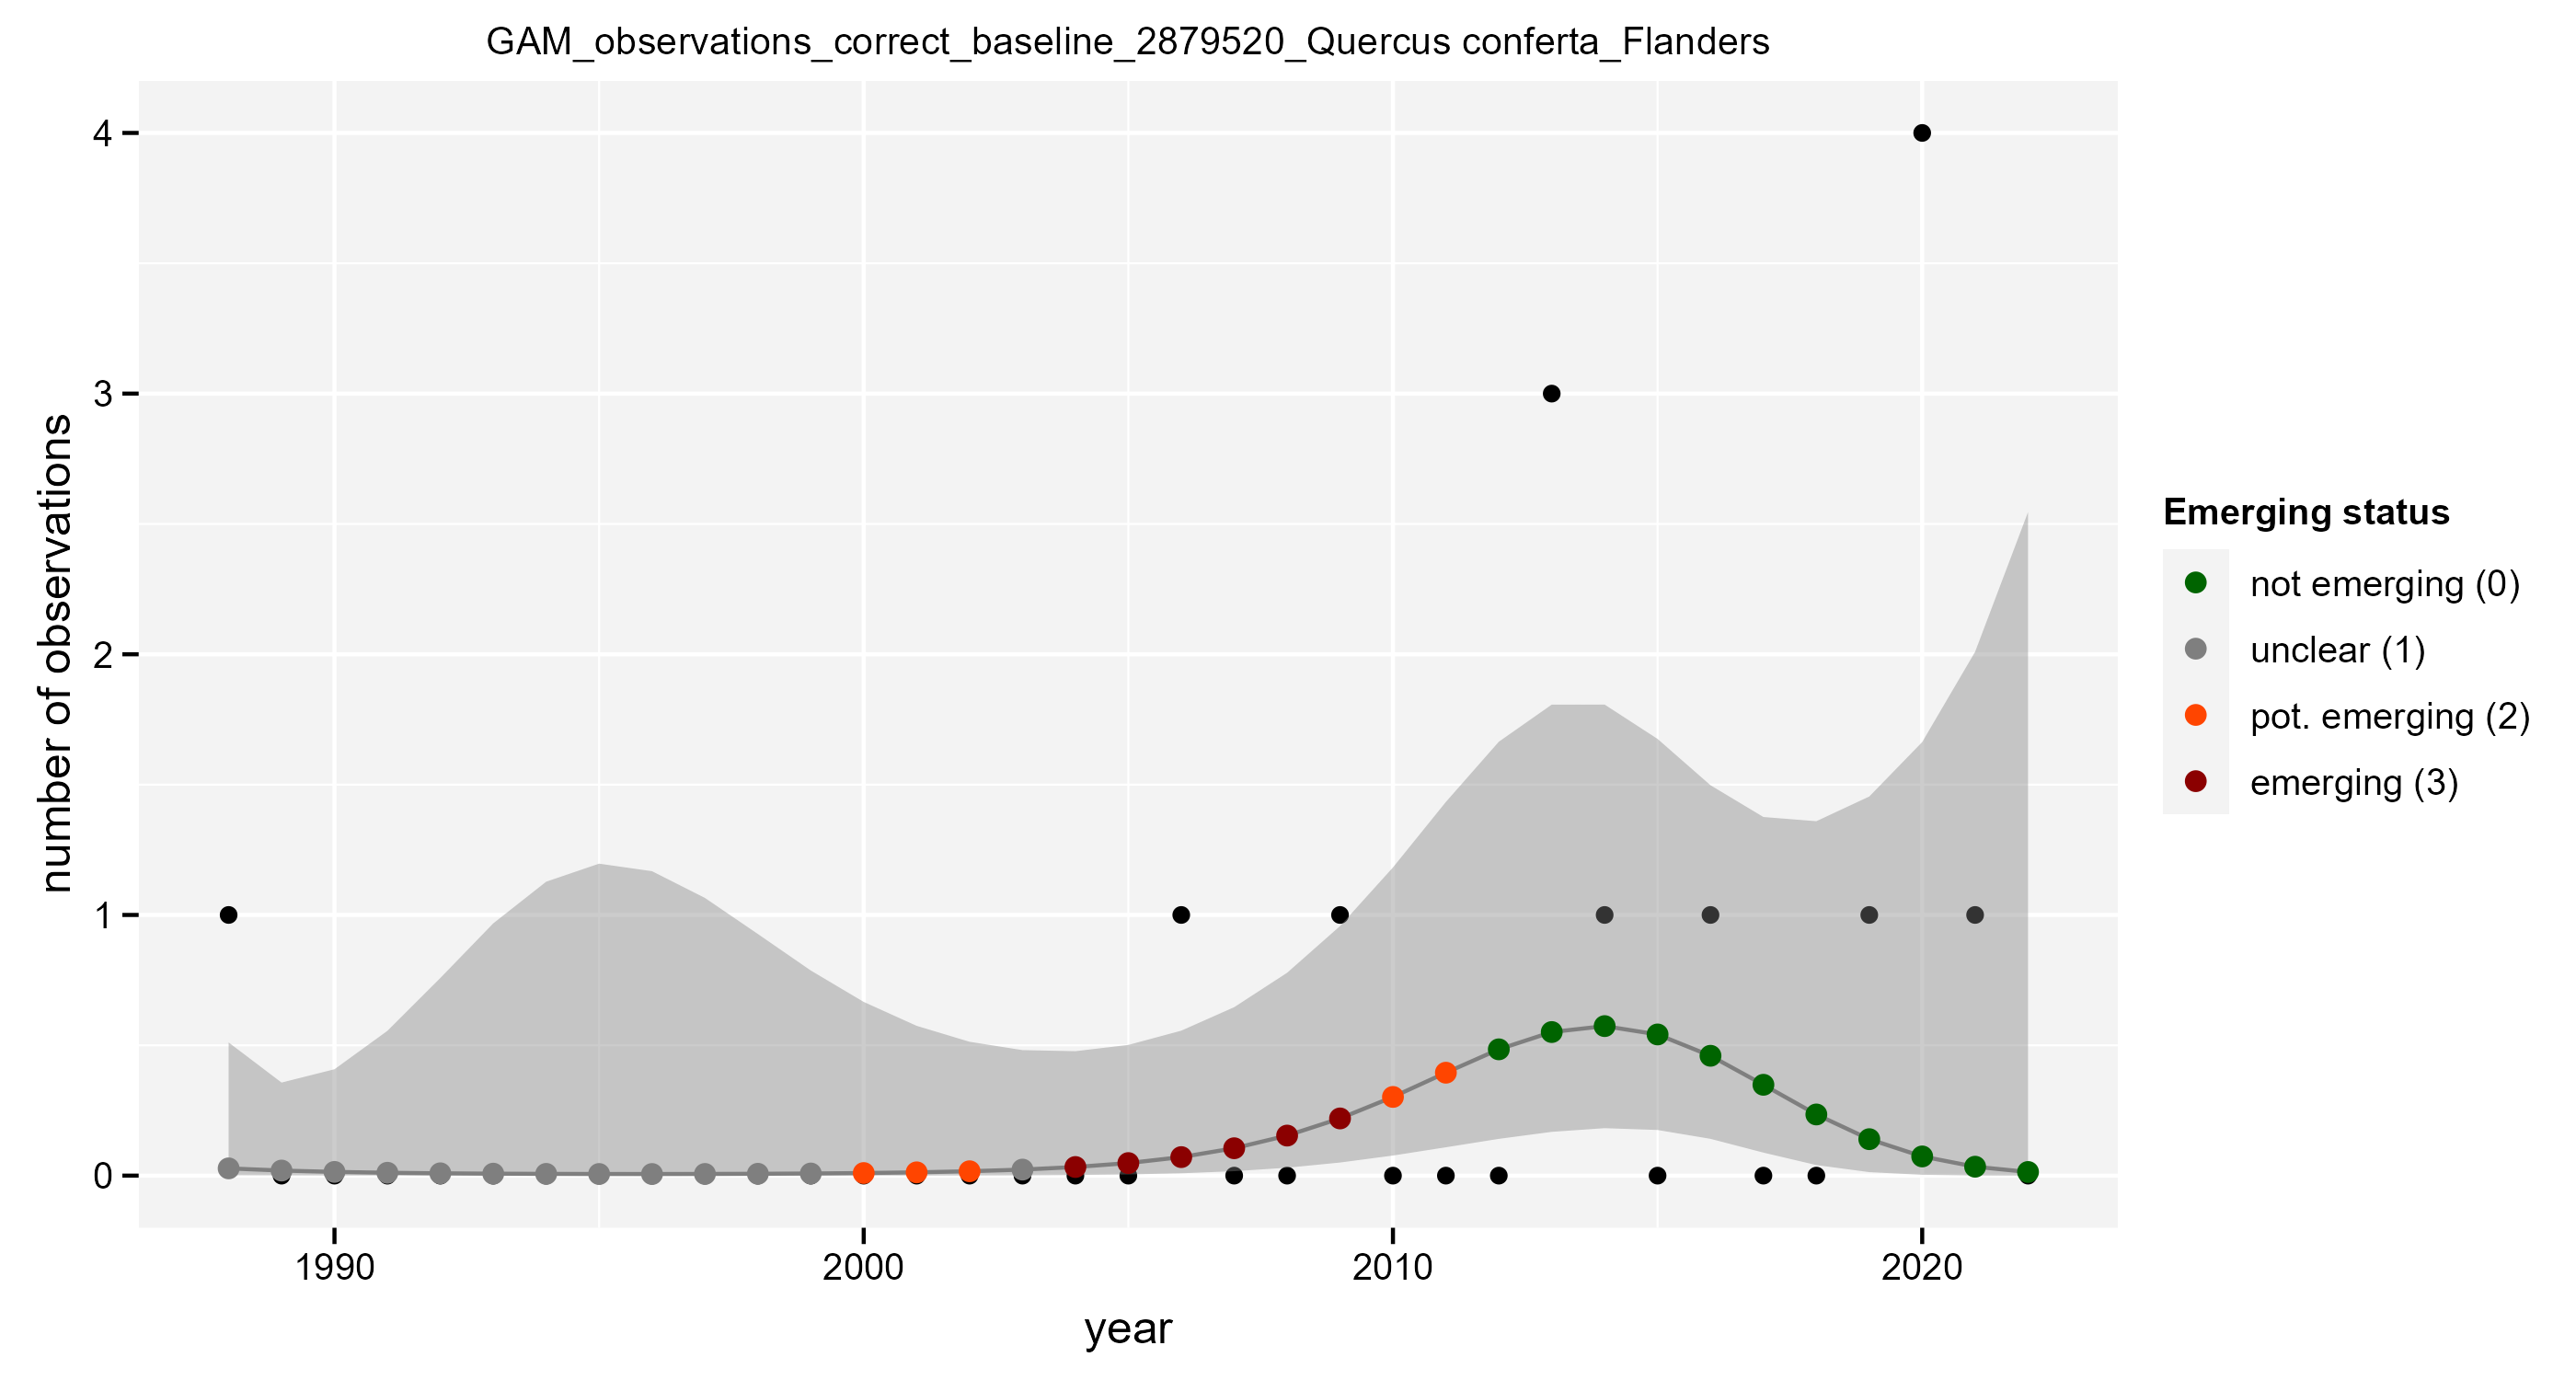 GAM_observations_correct_baseline_2879520_Quercus conferta_Flanders
number of observations
4
3
2
1
0
1990
2000
2010
2020
year
Emerging status
not emerging (0)
unclear (1)
pot. emerging (2)
emerging (3)